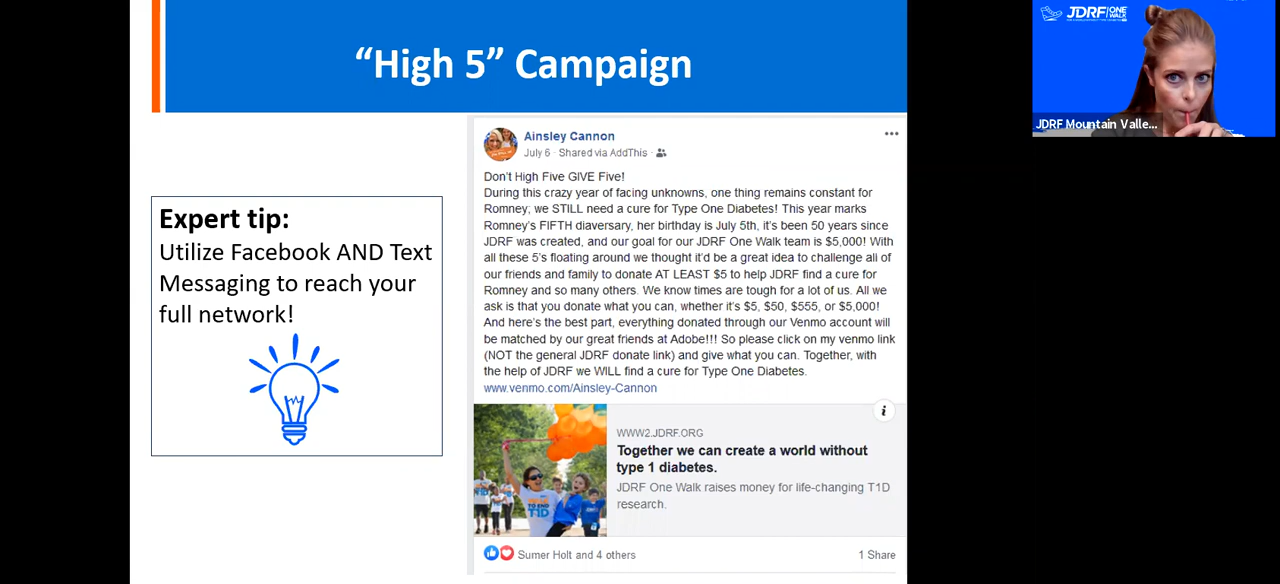 "High 5" Campaign
Expert tip:
Utilize Facebook AND Text
Messaging to reach your
full network!
Ainsley Cannon
July 6 · Shared via AddThis ·
Don't High Five GIVE Five!
During this crazy year of facing unknowns, one thing remains constant for
Romney; we STILL need a cure for Type One Diabetes! This year marks
Romney's FIFTH diaversary, her birthday is July 5th, it's been 50 years since
JDRF was created, and our goal for our JDRF One Walk team is $5,000! With
all these 5's floating around we thought it'd be a great idea to challenge all of
our friends and family to donate AT LEAST $5 to help JDRF find a cure for
Romney and so many others. We know times are tough for a lot of us. All we
ask is that you donate what you can, whether it's $5, $50, $555, or $5,000!
And here's the best part, everything donated through our Venmo account will
be matched by our great friends at Adobe!!! So please click on my venmo link
(NOT the general JDRF donate link) and give what you can. Together, with
the help of JDRF we WILL find a cure for Type One Diabetes.
www.venmo.com/Ainsley-Cannon
WWW2.JDRF.ORG
Together we can create a world without
type 1 diabetes.
JDRF One Walk raises money for life-changing T1D
research.
TO END
T1D
Sumer Holt and 4 others
1 Share
JDRF ONE
WALK
JDRF Mountain Valle...